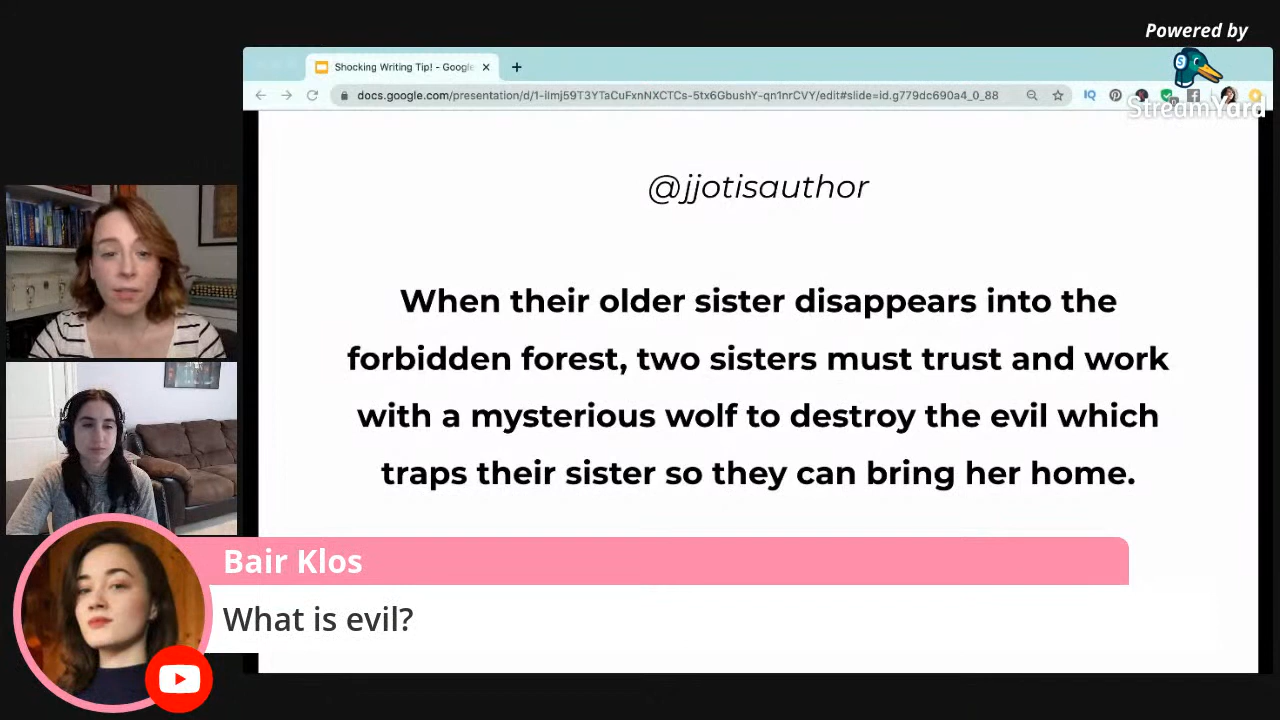 Powered by
StreamYard
Shocking Writing Tip! - Google
docs.google.com/presentation/d/1-iImj59T3YTaCuFxnNXCTCs-5tx6GbushY-qn1nrCVY/edit#slide=id.g779dc690a4_0_88
IQ
@jjotisauthor
When their older sister disappears into the
forbidden forest, two sisters must trust and work
with a mysterious wolf to destroy the evil which
traps their sister so they can bring her home.
Bair Klos
What is evil?